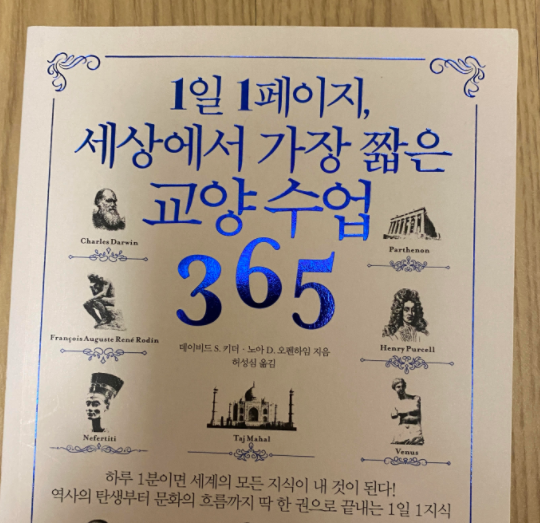 1일 1페이지,
세상에서 가장 짧은
교양 수업
365
Charles Darwin
Parthenon
François Auguste René Rodin
Henry Purcell
데이비드 S. 키더 · 노아 D. 오펜하임 지음
허성심 옮김
Nefertiti
Taj Mahal
Venus
하루 1분이면 세계의 모든 지식이 내 것이 된다!
역사의 탄생부터 문화의 흐름까지 딱 한 권으로 끝내는 1일 1지식